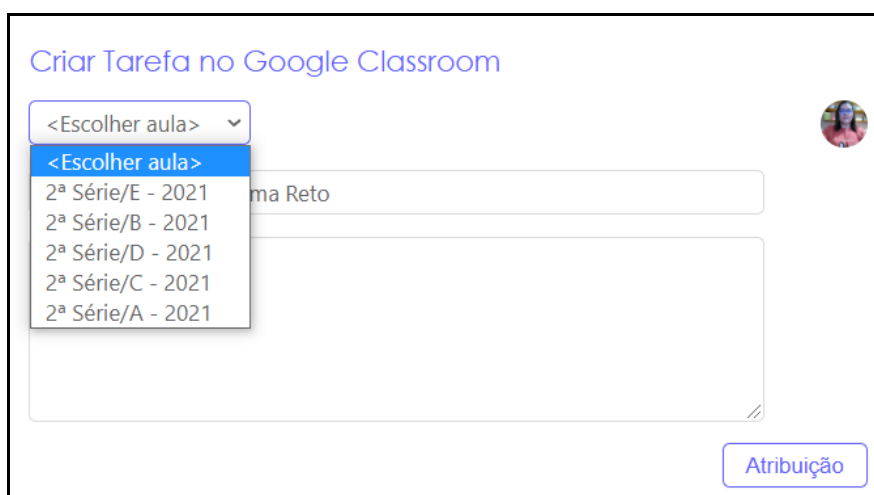 Criar Tarefa no Google Classroom
<Escolher aula>
<Escolher aula>
2ª Série/E - 2021
ma Reto
2ª Série/B - 2021
2ª Série/D - 2021
2ª Série/C - 2021
2ª Série/A - 2021
Atribuição